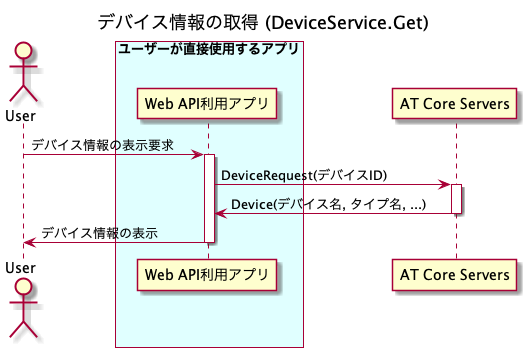 デバイス情報の取得 (DeviceService.Get)
ユーザーが直接使用するアプリ
User
Web API利用アプリ
AT Core Servers
デバイス情報の表示要求
DeviceRequest(デバイスID)
Device(デバイス名, タイプ名, ...)
デバイス情報の表示
User
Web API利用アプリ
AT Core Servers